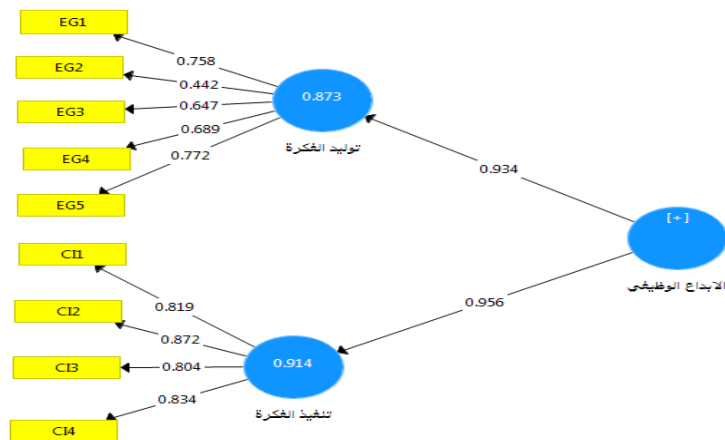 EG1
0.758
EG2
0.442
EG3
0.647
0.873
EG4
0.689
توليد الفكرة
EG5
0.772
0.934
[+]
الابداع الوظيفي
CI1
0.819
0.956
CI2
0.872
CI3
0.804
0.914
CI4
0.834
تنفيذ الفكرة